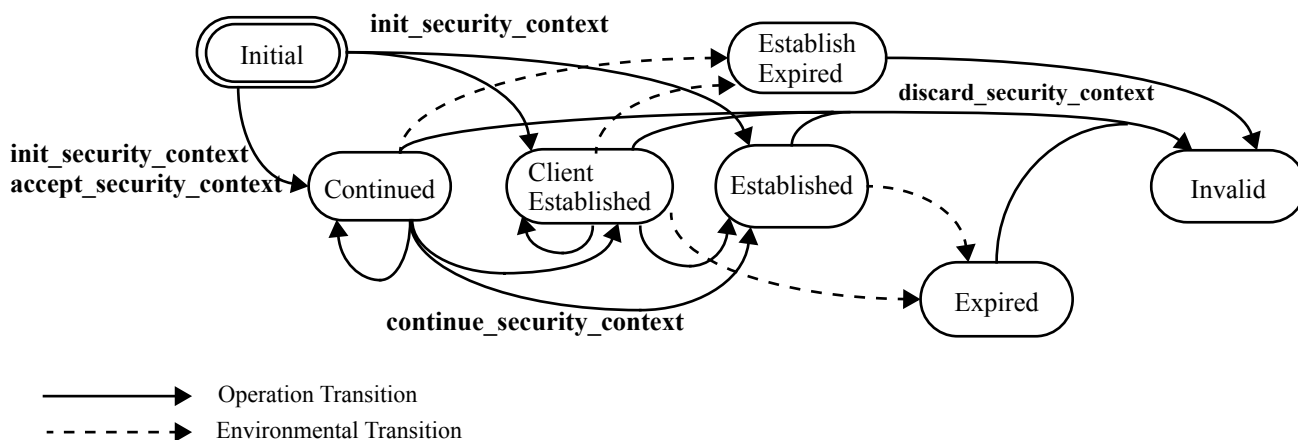 init_security_context
Initial
Establish
Expired
discard_security_context
init_security_context
accept_security_context
Continued
Client
Established
Established
Invalid
Expired
continue_security_context
Operation Transition
Environmental Transition